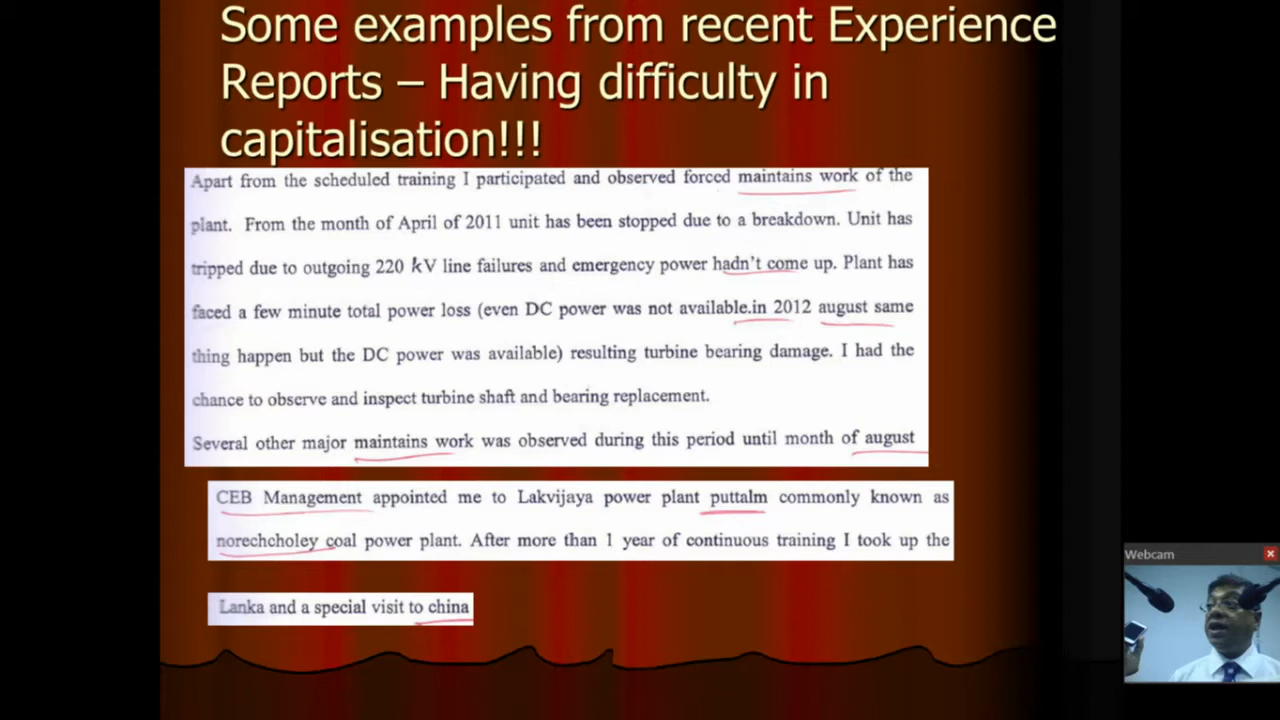 Some examples from recent Experience
Reports – Having difficulty in
capitalisation!!!
Apart from the scheduled training I participated and observed forced maintains work of the
plant. From the month of April of 2011 unit has been stopped due to a breakdown. Unit has
tripped due to outgoing 220 kV line failures and emergency power hadn't come up. Plant has
faced a few minute total power loss (even DC power was not available.in 2012 august same
thing happen but the DC power was available) resulting turbine bearing damage. I had the
chance to observe and inspect turbine shaft and bearing replacement.
Several other major maintains work was observed during this period until month of august
CEB Management appointed me to Lakvijaya power plant puttalm commonly known as
norechcholey coal power plant. After more than 1 year of continuous training I took up the
Lanka and a special visit to china
Webcam